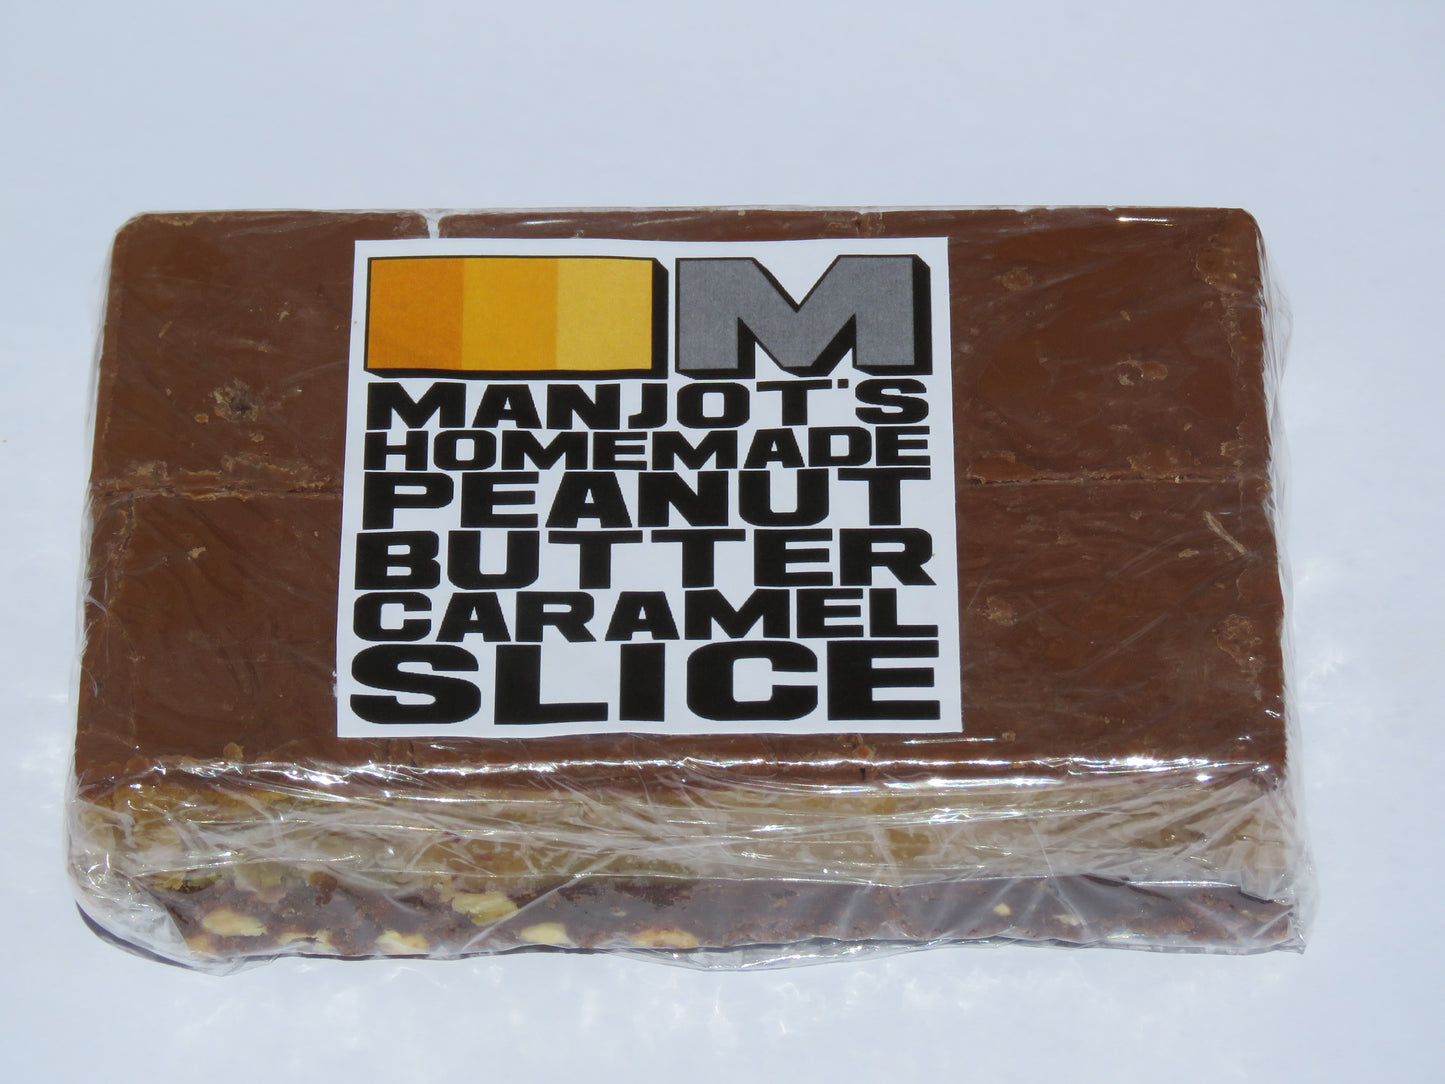 M
MANJOT'S
HOMEMADE
PEANUT
BUTTER
CARAMEL
SLICE